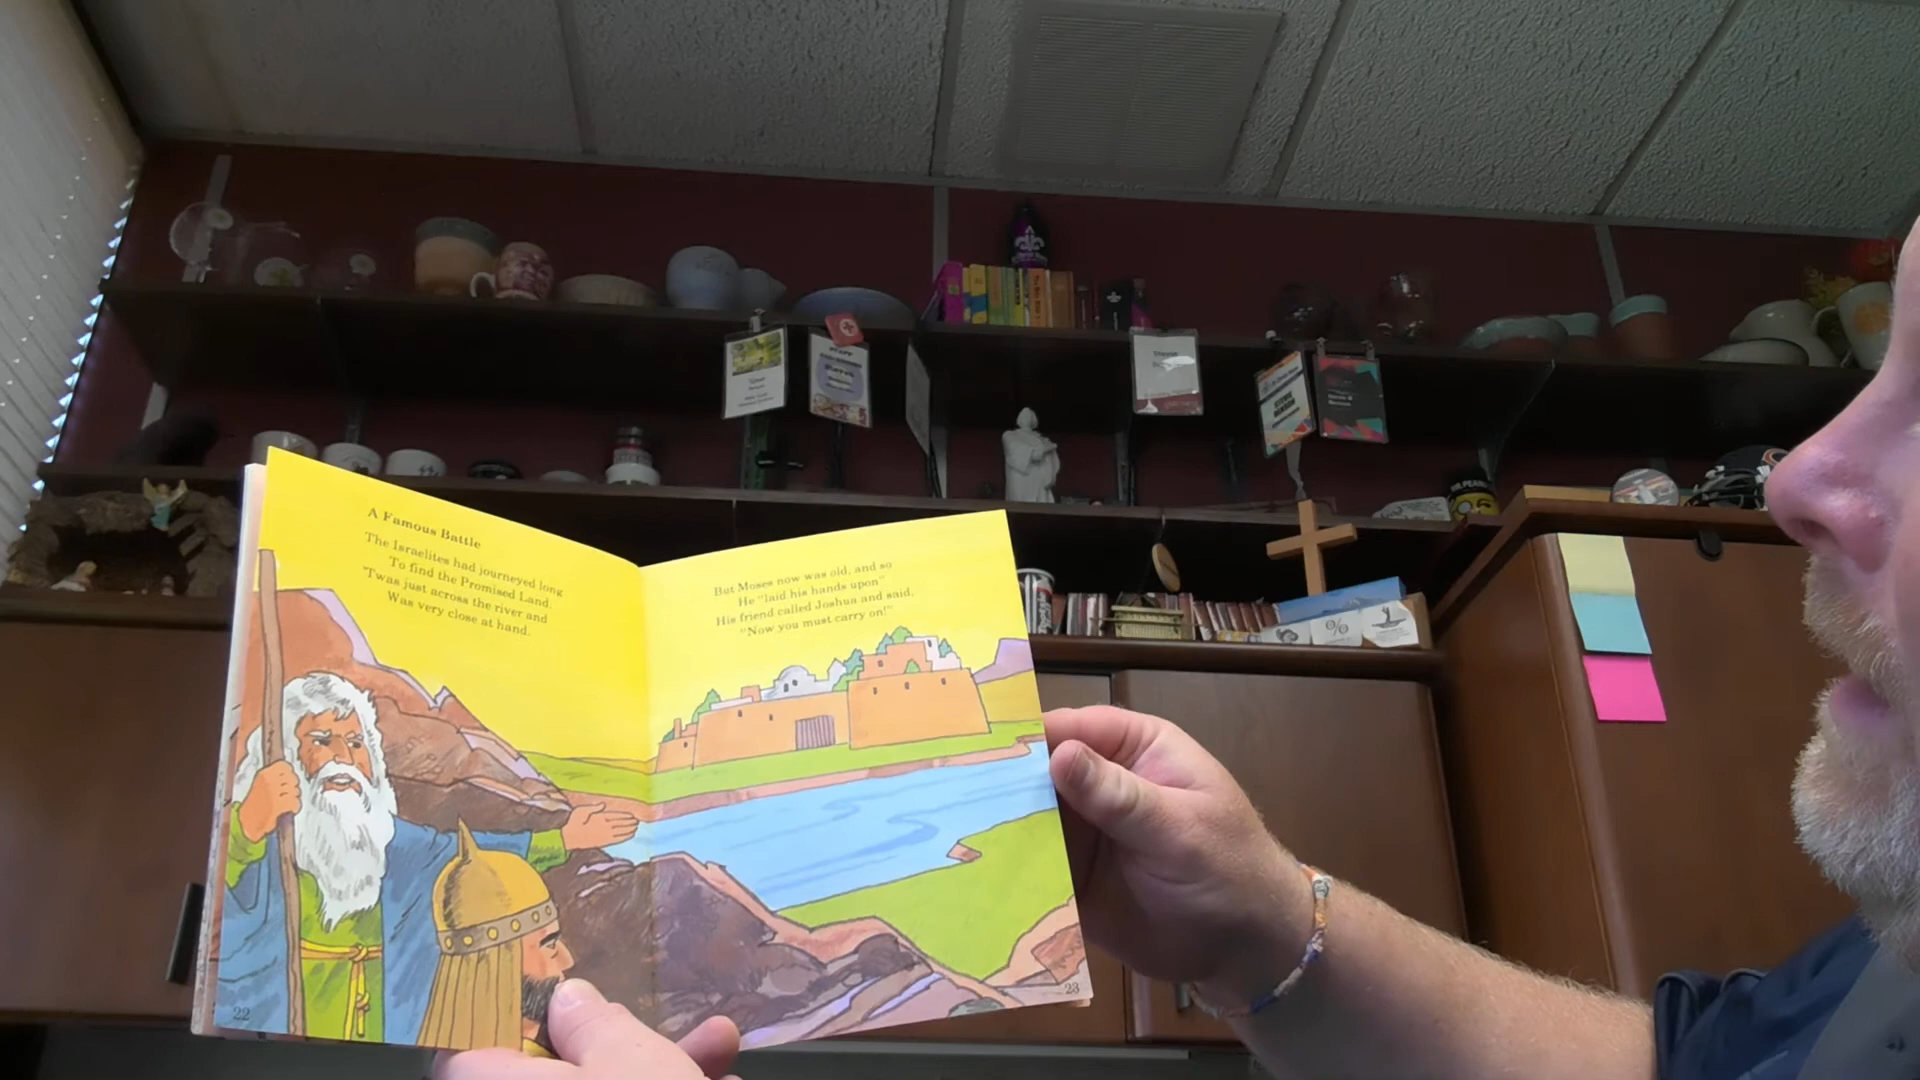 A Famous Battle
The Israelites had journeyed long
To find the Promised Land.
'Twas just across the river and
Was very close at hand.
22
But Moses now was old, and so
He "laid his hands upon"
His friend called Joshua and said,
"Now you must carry on!"
23